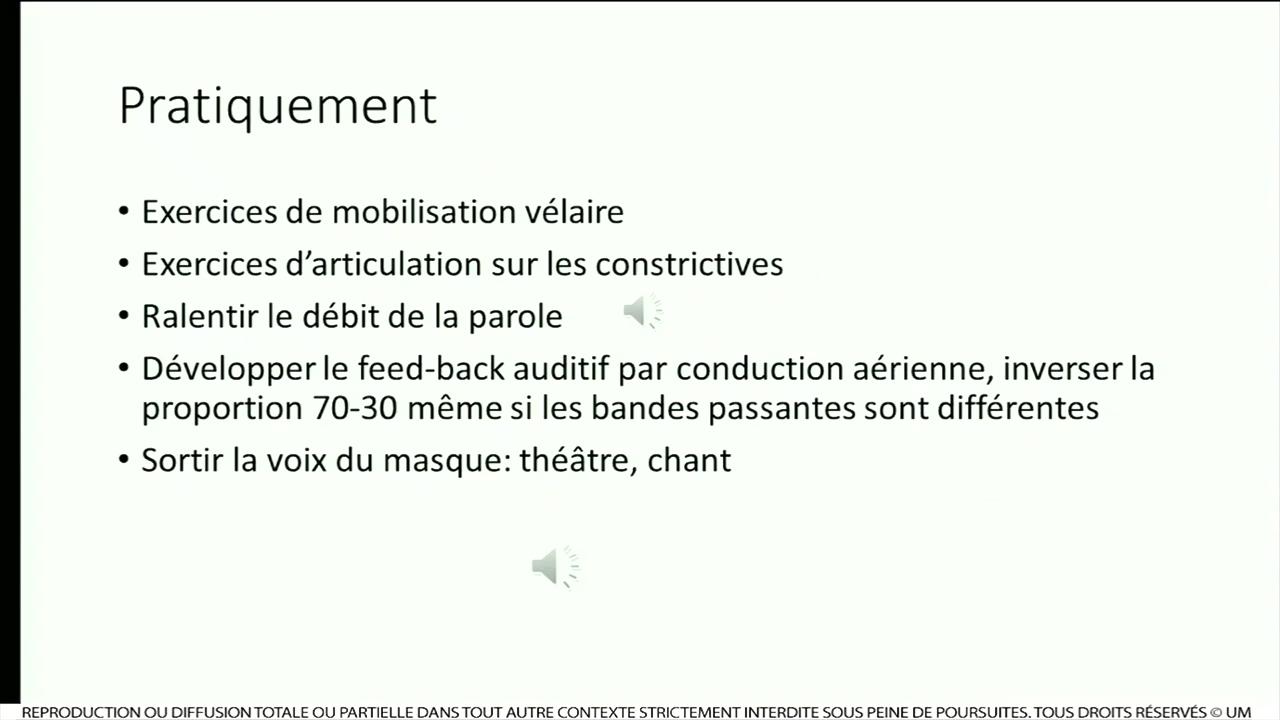 Pratiquement
• Exercices de mobilisation vélaire
• Exercices d’articulation sur les constrictives
• Ralentir le débit de la parole
• Développer le feed-back auditif par conduction aérienne, inverser la
proportion 70-30 même si les bandes passantes sont différentes
• Sortir la voix du masque: théâtre, chant
REPRODUCTION OU DIFFUSION TOTALE OU PARTIELLE DANS TOUT AUTRE CONTEXTE STRICTEMENT INTERDITE SOUS PEINE DE POURSUITES. TOUS DROITS RÉSERVÉS © UM